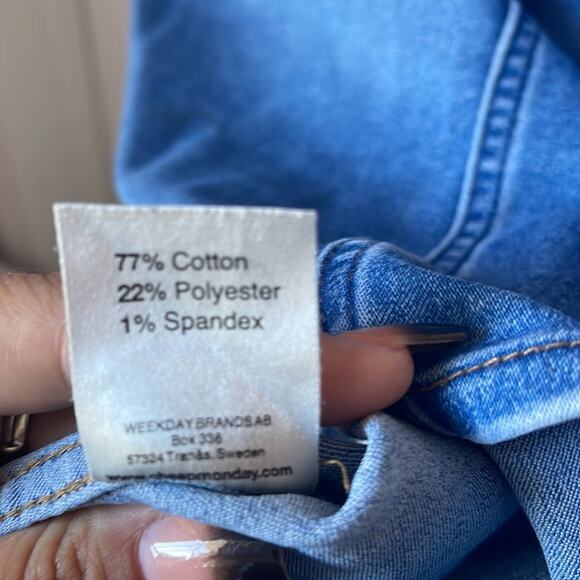 77% Cotton
22% Polyester
1% Spandex
WEEKDAY BRANDS AB
Box 336
57324 Tranås, Sweden
www.cheapmonday.com